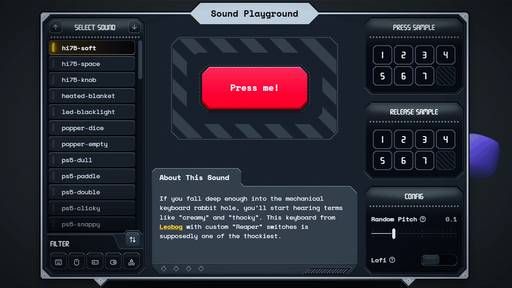 Sound Playground
SELECT SOUND
hi75-soft
hi75-space
hi75-knob
heated-blanket
led-blacklight
popper-dice
popper-empty
ps5-dull
ps5-paddle
ps5-double
ps5-clicky
ps5-snappy
FILTER
Press me!
About This Sound
If you fall deep enough into the mechanical
keyboard rabbit hole, you'll start hearing terms
like "creamy" and "thocky". This keyboard from
Leobog with custom "Reaper" switches is
supposedly one of the thockiest.
PRESS SAMPLE
1 2 3 4
5 6 7
RELEASE SAMPLE
1 2 3 4
5 6 7
CONFIG
Random Pitch ? 0.1
Lofi ?